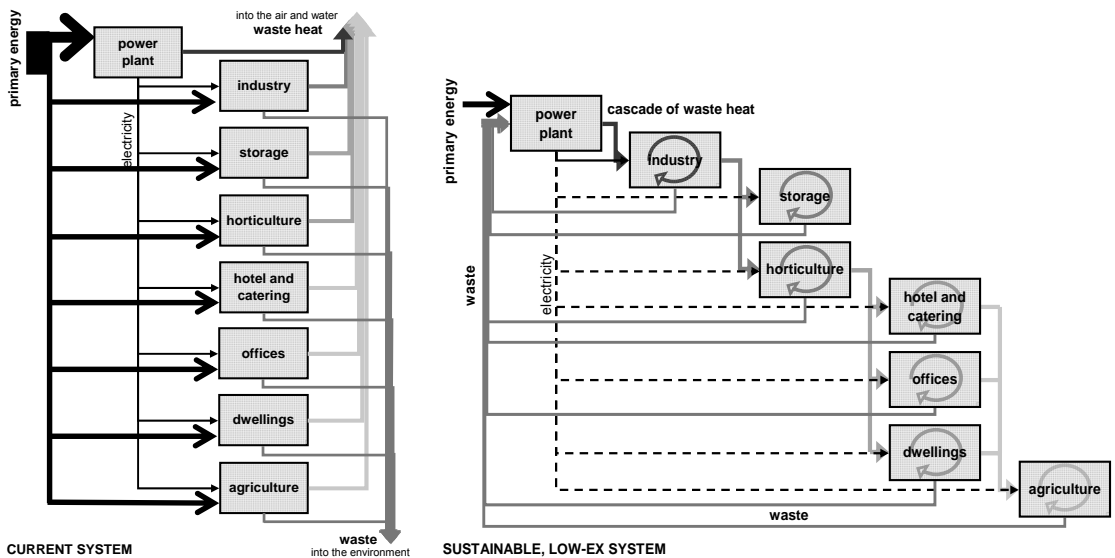 into the air and water
waste heat
primary energy
power
plant
industry
electricity
storage
horticulture
hotel and
catering
offices
dwellings
agriculture
waste
into the environment
CURRENT SYSTEM
primary energy
power
plant
cascade of waste heat
industry
storage
waste
electricity
horticulture
hotel and
catering
offices
dwellings
agriculture
waste
SUSTAINABLE, LOW-EX SYSTEM